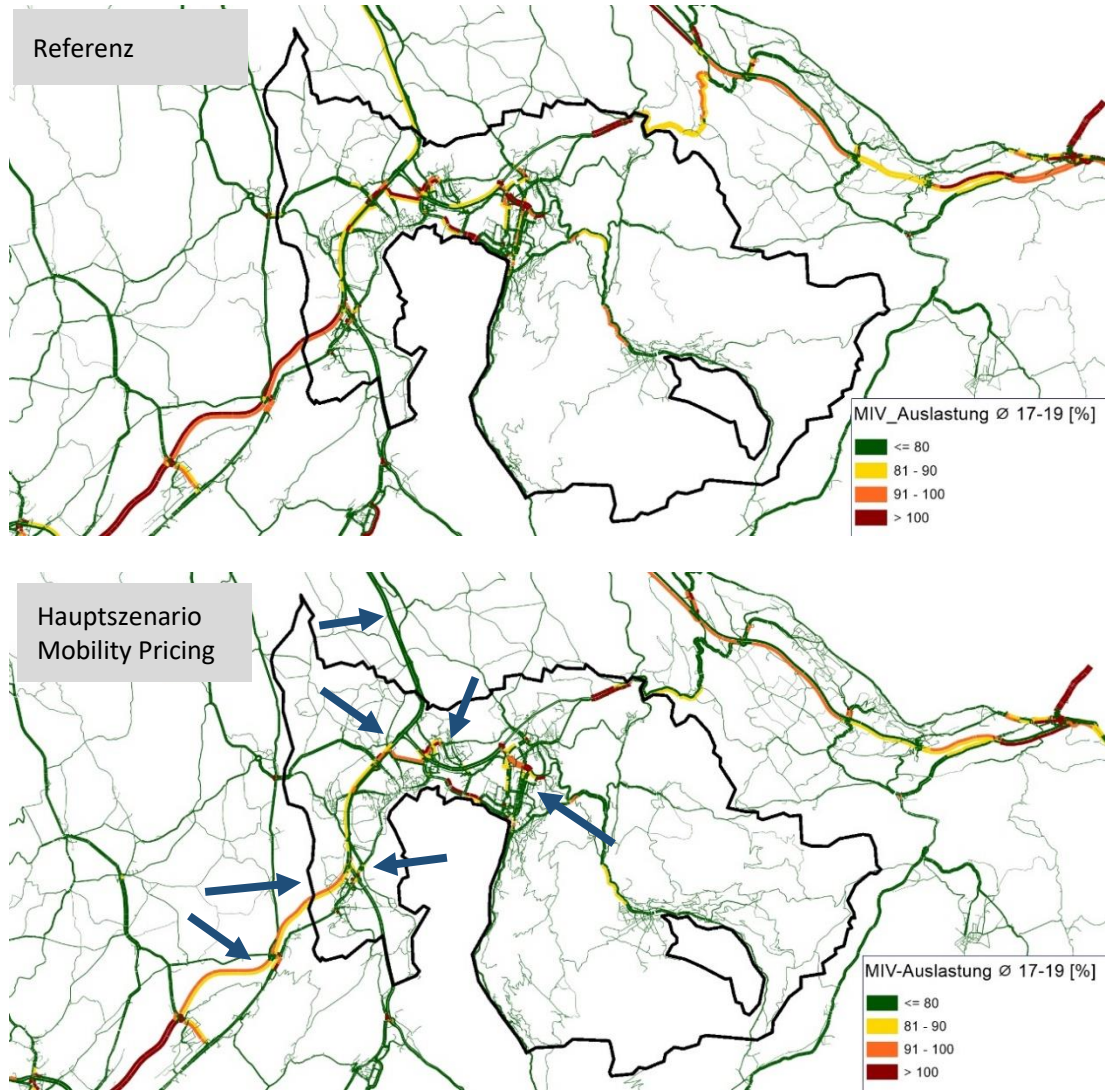 Referenz
MIV_Auslastung ∅ 17-19 [%]
<= 80
81 - 90
91 - 100
> 100
Hauptszenario
Mobility Pricing
MIV-Auslastung ∅ 17-19 [%]
<= 80
81 - 90
91 - 100
> 100